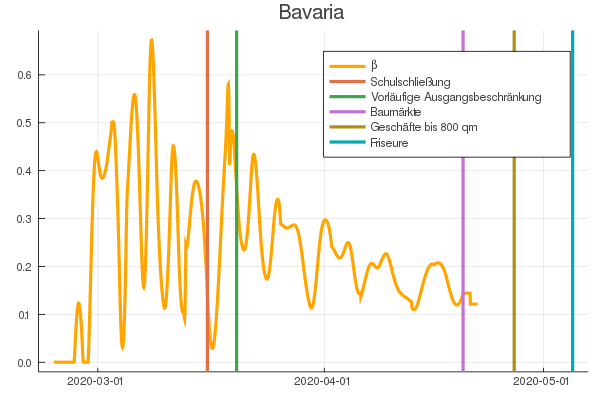 Bavaria
β
Schulschließung
Vorläufige Ausgangsbeschränkung
Baumärkte
Geschäfte bis 800 qm
Friseure
0.6
0.5
0.4
0.3
0.2
0.1
0.0
2020-03-01 2020-04-01 2020-05-01